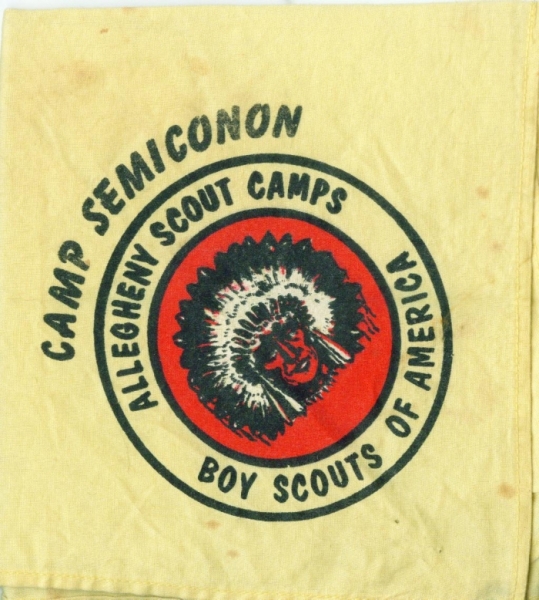 CAMP SEMICONON
ALLEGHENY SCOUT CAMPS
BOY SCOUTS OF AMERICA